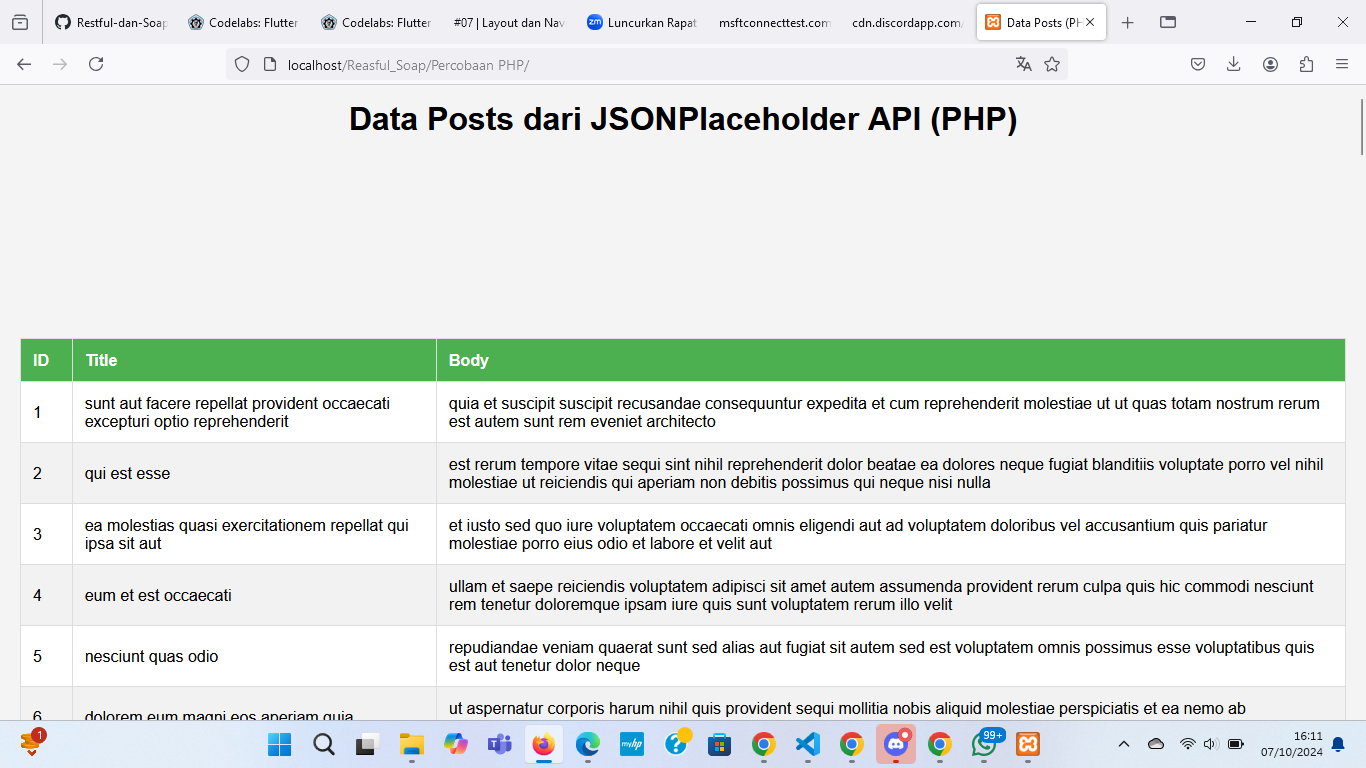 Restful-dan-Soap
Codelabs: Flutter
Codelabs: Flutter
#07 | Layout dan Nav
zm
Luncurkan Rapat
msftconnecttest.com
cdn.discordapp.com/
Data Posts (PH
localhost/Reasful_Soap/Percobaan PHP/
Data Posts dari JSONPlaceholder API (PHP)
ID Title Body
1
sunt aut facere repellat provident occaecati
excepturi optio reprehenderit
quia et suscipit suscipit recusandae consequuntur expedita et cum reprehenderit molestiae ut ut quas totam nostrum rerum
est autem sunt rem eveniet architecto
2
qui est esse
est rerum tempore vitae sequi sint nihil reprehenderit dolor beatae ea dolores neque fugiat blanditiis voluptate porro vel nihil
molestiae ut reiciendis qui aperiam non debitis possimus qui neque nisi nulla
3
ea molestias quasi exercitationem repellat qui
ipsa sit aut
et iusto sed quo iure voluptatem occaecati omnis eligendi aut ad voluptatem doloribus vel accusantium quis pariatur
molestiae porro eius odio et labore et velit aut
4
eum et est occaecati
ullam et saepe reiciendis voluptatem adipisci sit amet autem assumenda provident rerum culpa quis hic commodi nesciunt
rem tenetur doloremque ipsam iure quis sunt voluptatem rerum illo velit
5
nesciunt quas odio
repudiandae veniam quaerat sunt sed alias aut fugiat sit autem sed est voluptatem omnis possimus esse voluptatibus quis
est aut tenetur dolor neque
6
dolorem eum magni eos aperiam quia
ut aspernatur corporis harum nihil quis provident sequi mollitia nobis aliquid molestiae perspiciatis et ea nemo ab
1
myhp
99+
16:11
07/10/2024